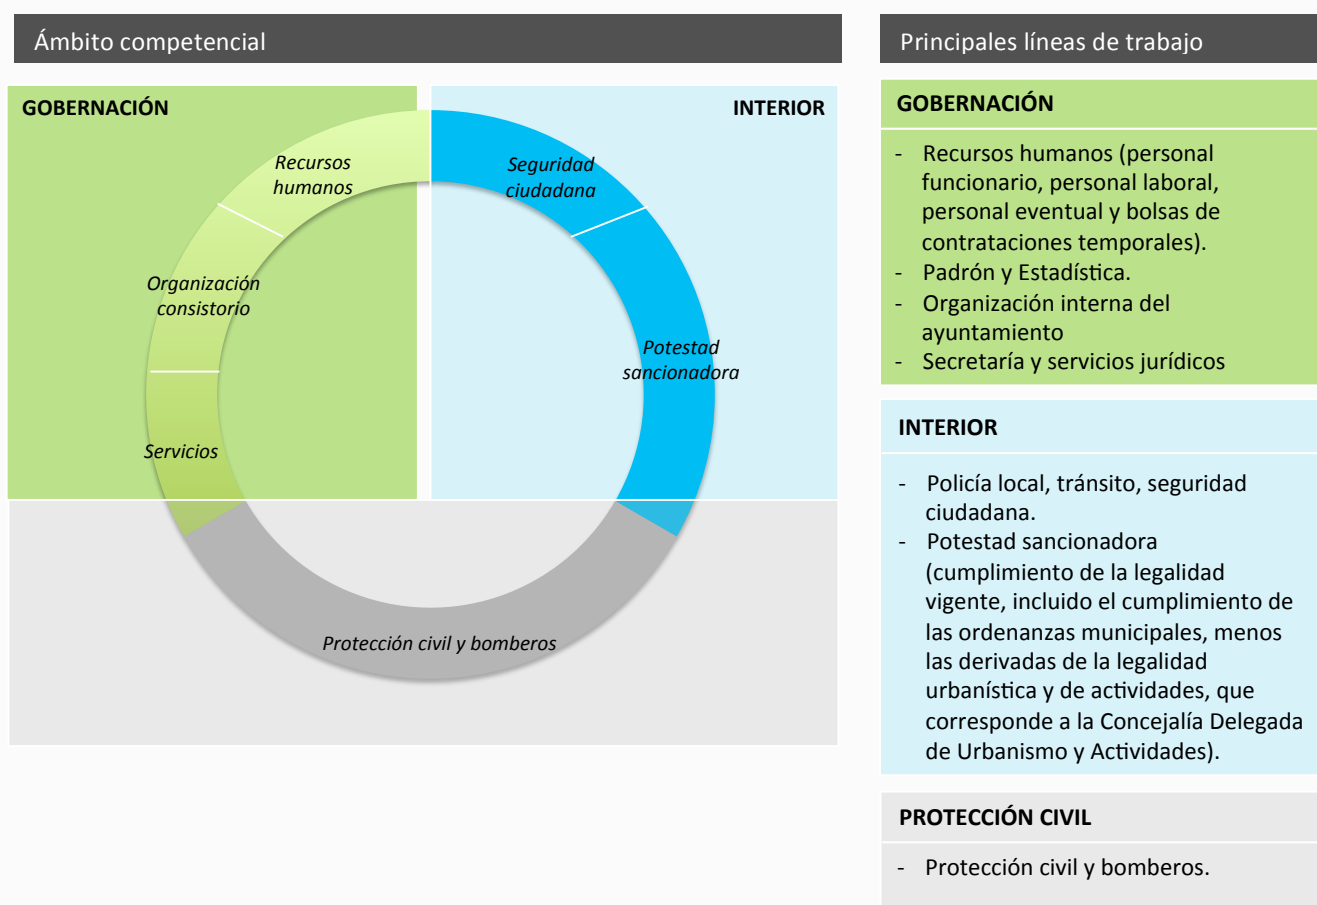 Ámbito competencial
GOBERNACIÓN
INTERIOR
Recursos
humanos
Seguridad
ciudadana
Organización
consistorio
Potestad
sancionadora
Servicios
Protección civil y bomberos
Principales líneas de trabajo
GOBERNACIÓN
- Recursos humanos (personal
funcionario, personal laboral,
personal eventual y bolsas de
contrataciones temporales).
- Padrón y Estadística.
- Organización interna del
ayuntamiento
- Secretaría y servicios jurídicos
INTERIOR
- Policía local, tránsito, seguridad
ciudadana.
- Potestad sancionadora
(cumplimiento de la legalidad
vigente, incluido el cumplimiento de
las ordenanzas municipales, menos
las derivadas de la legalidad
urbanística y de actividades, que
corresponde a la Concejalía Delegada
de Urbanismo y Actividades).
PROTECCIÓN CIVIL
- Protección civil y bomberos.